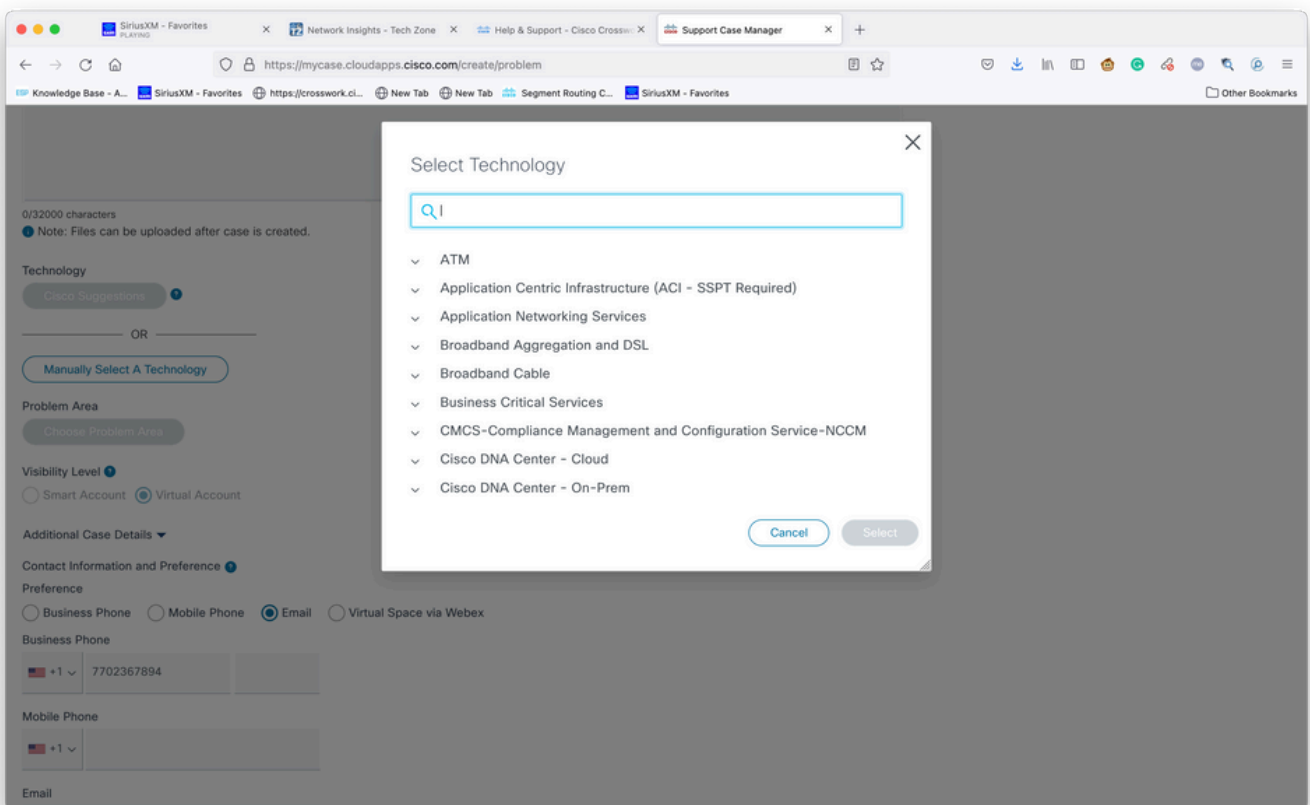 SiriusXM - Favorites
PLAYING
Network Insights - Tech Zone
Help & Support - Cisco Crosswo
Support Case Manager
https://mycase.cloudapps.cisco.com/create/problem
Knowledge Base - A...
SiriusXM - Favorites
https://crosswork.ci...
New Tab
New Tab
Segment Routing C...
SiriusXM - Favorites
Other Bookmarks
Select Technology
ATM
Application Centric Infrastructure (ACI - SSPT Required)
Application Networking Services
Broadband Aggregation and DSL
Broadband Cable
Business Critical Services
CMCS-Compliance Management and Configuration Service-NCCM
Cisco DNA Center - Cloud
Cisco DNA Center - On-Prem
Cancel
Select
0/32000 characters
Note: Files can be uploaded after case is created.
Technology
Cisco Suggestions
OR
Manually Select A Technology
Problem Area
Choose Problem Area
Visibility Level
Smart Account
Virtual Account
Additional Case Details
Contact Information and Preference
Preference
Business Phone
Mobile Phone
Email
Virtual Space via Webex
Business Phone
+1
7702367894
Mobile Phone
+1
Email